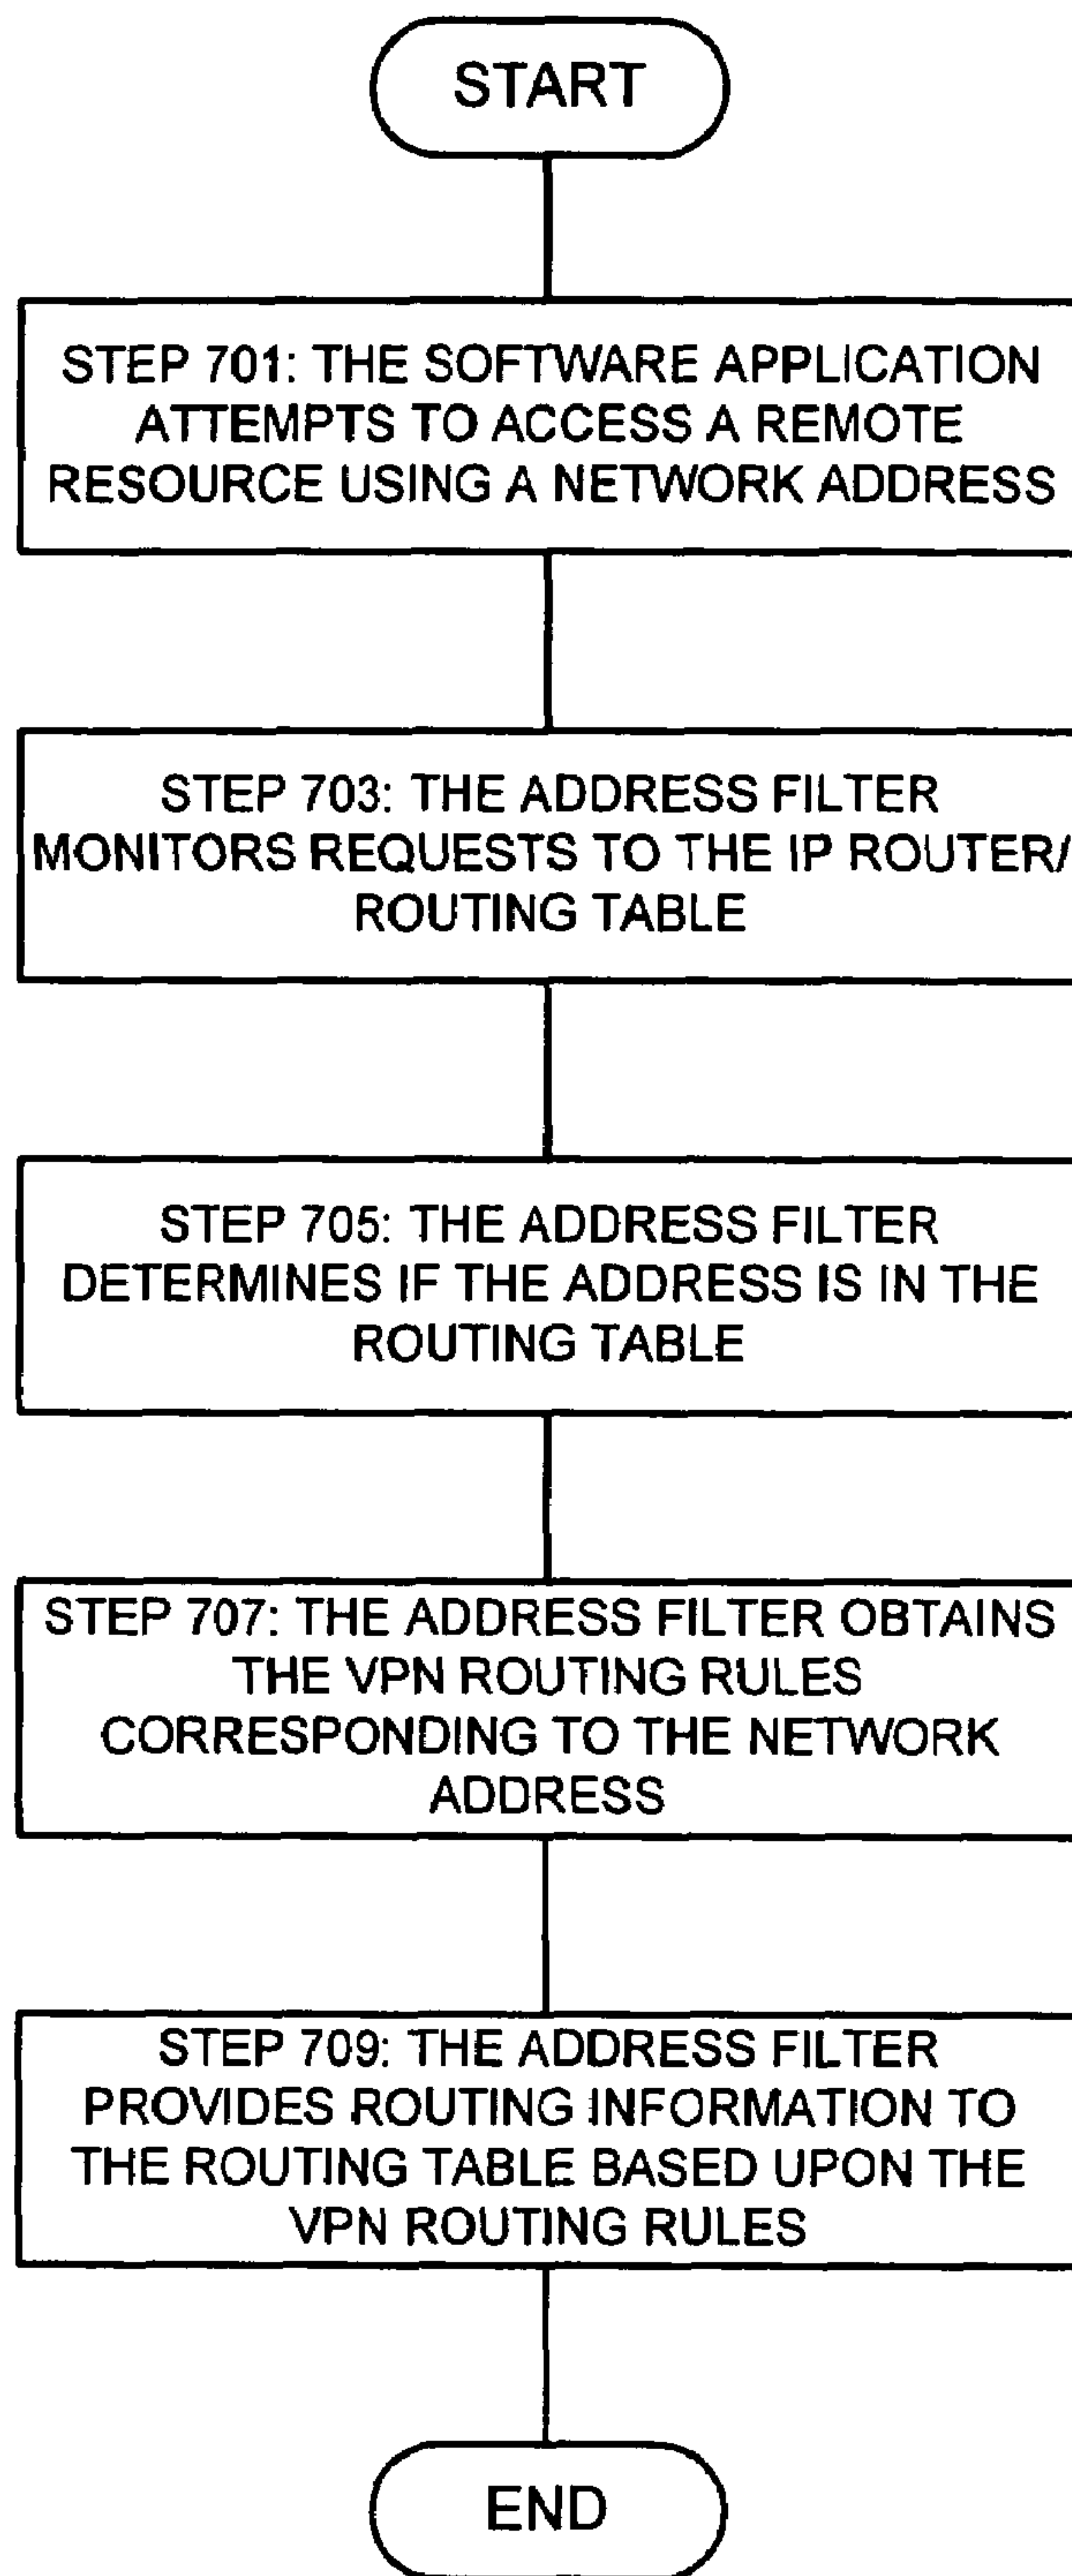 START
STEP 701: THE SOFTWARE APPLICATION
ATTEMPTS TO ACCESS A REMOTE
RESOURCE USING A NETWORK ADDRESS
STEP 703: THE ADDRESS FILTER
MONITORS REQUESTS TO THE IP ROUTER/
ROUTING TABLE
STEP 705: THE ADDRESS FILTER
DETERMINES IF THE ADDRESS IS IN THE
ROUTING TABLE
STEP 707: THE ADDRESS FILTER OBTAINS
THE VPN ROUTING RULES
CORRESPONDING TO THE NETWORK
ADDRESS
STEP 709: THE ADDRESS FILTER
PROVIDES ROUTING INFORMATION TO
THE ROUTING TABLE BASED UPON THE
VPN ROUTING RULES
END